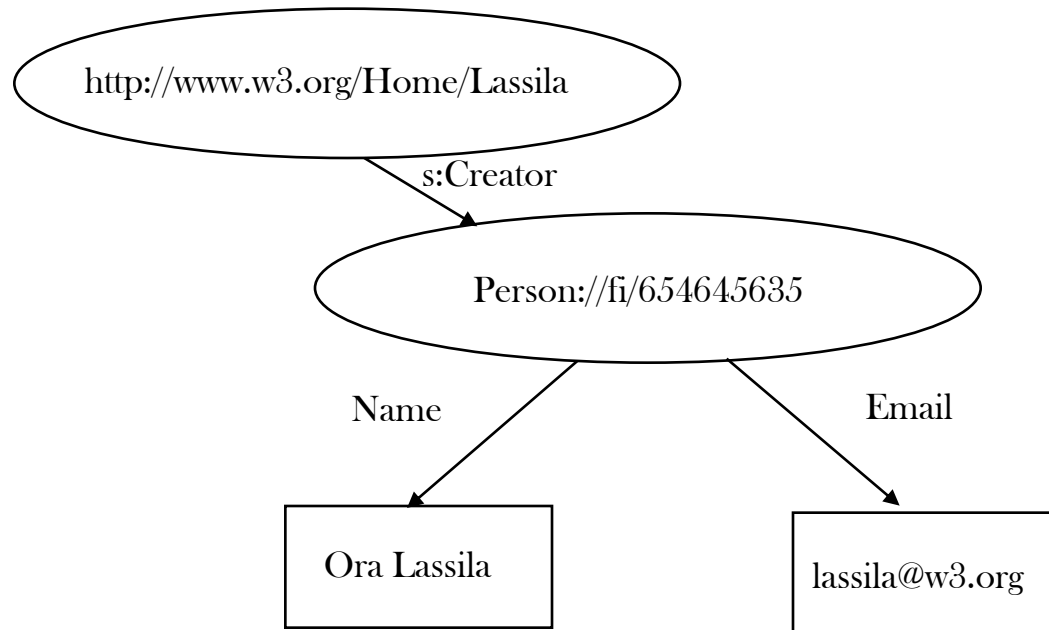 http://www.w3.org/Home/Lassila
s:Creator
Person://fi/654645635
Name
Email
Ora Lassila
lassila@w3.org